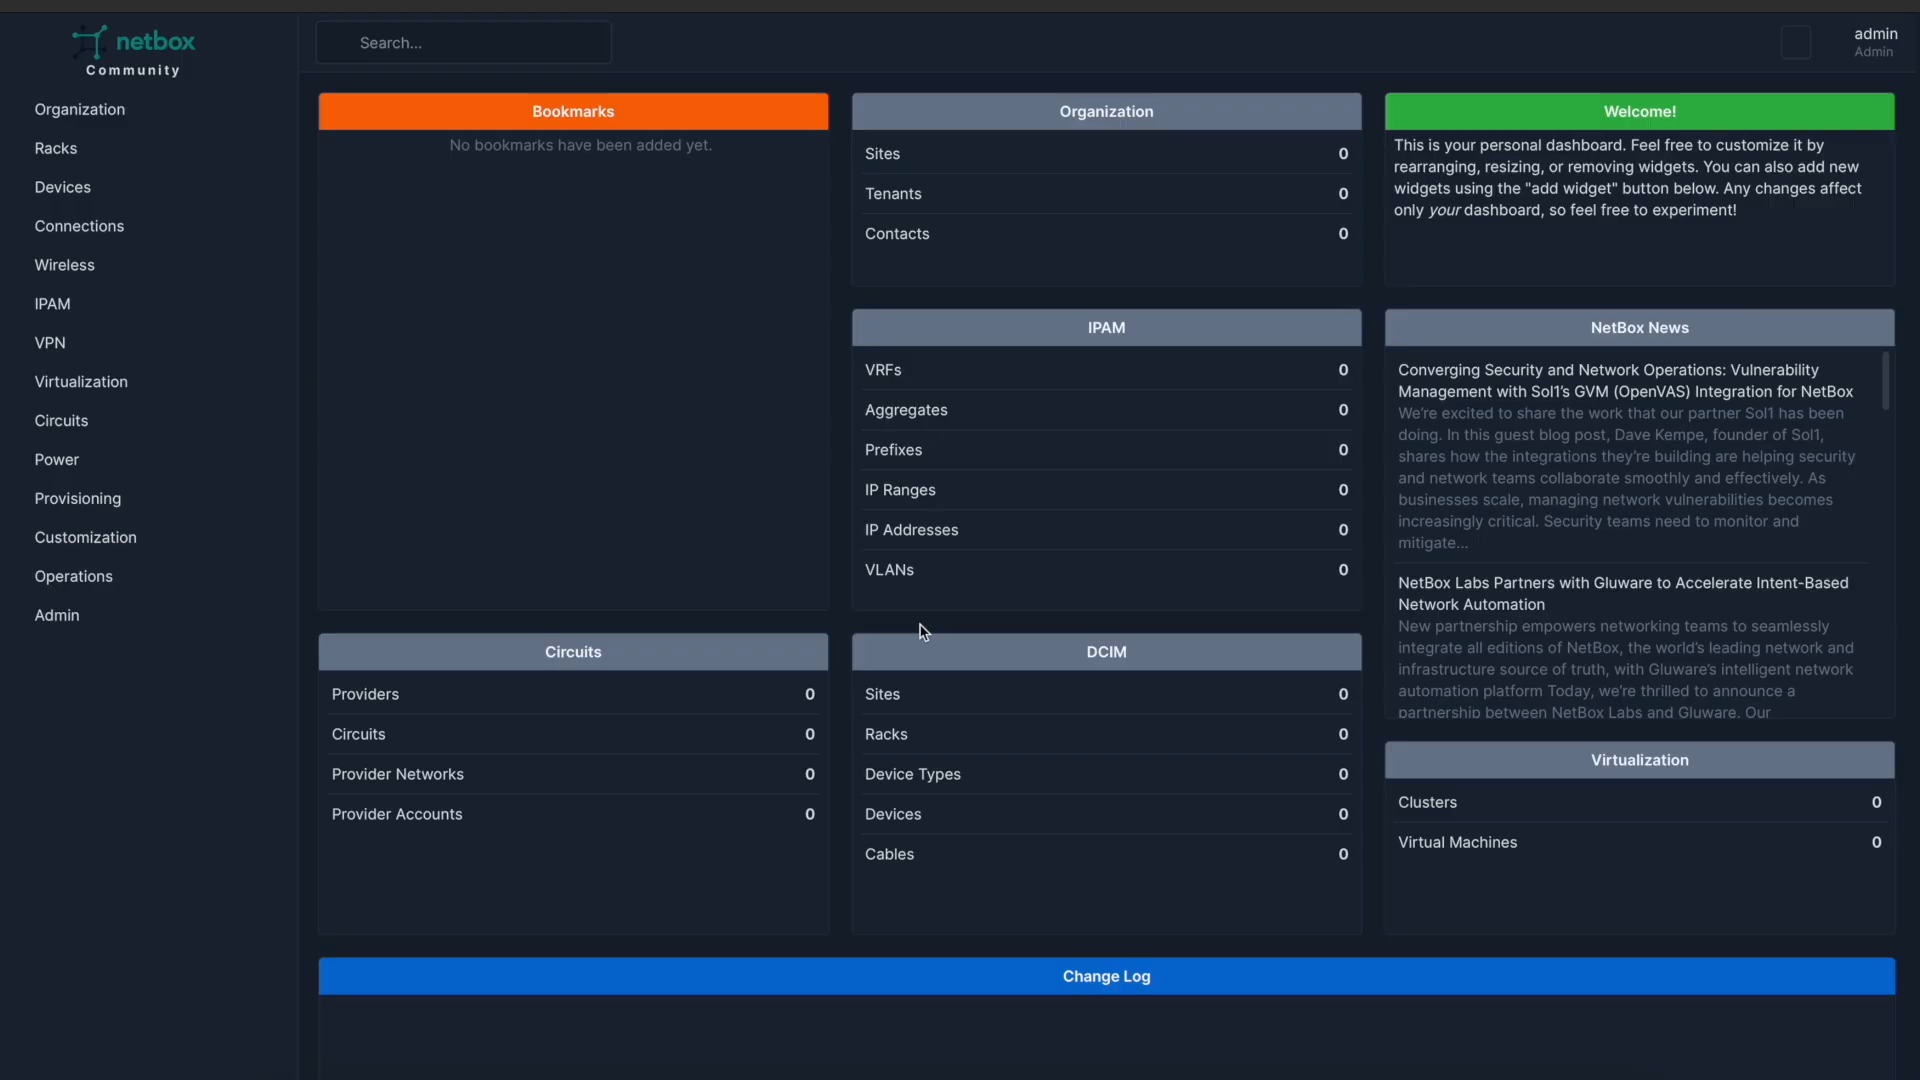 netbox
Community
Search...
admin
Admin
Organization
Racks
Devices
Connections
Wireless
IPAM
VPN
Virtualization
Circuits
Power
Provisioning
Customization
Operations
Admin
Bookmarks
No bookmarks have been added yet.
Organization
Sites 0
Tenants 0
Contacts 0
Welcome!
This is your personal dashboard. Feel free to customize it by
rearranging, resizing, or removing widgets. You can also add new
widgets using the "add widget" button below. Any changes affect
only your dashboard, so feel free to experiment!
IPAM
VRFs 0
Aggregates 0
Prefixes 0
IP Ranges 0
IP Addresses 0
VLANs 0
NetBox News
Converging Security and Network Operations: Vulnerability
Management with Sol1’s GVM (OpenVAS) Integration for NetBox
We’re excited to share the work that our partner Sol1 has been
doing. In this guest blog post, Dave Kempe, founder of Sol1,
shares how the integrations they’re building are helping security
and network teams collaborate smoothly and effectively. As
businesses scale, managing network vulnerabilities becomes
increasingly critical. Security teams need to monitor and
mitigate...
NetBox Labs Partners with Gluware to Accelerate Intent-Based
Network Automation
New partnership empowers networking teams to seamlessly
integrate all editions of NetBox, the world’s leading network and
infrastructure source of truth, with Gluware’s intelligent network
automation platform Today, we’re thrilled to announce a
partnership between NetBox Labs and Gluware. Our
Circuits
Providers 0
Circuits 0
Provider Networks 0
Provider Accounts 0
DCIM
Sites 0
Racks 0
Device Types 0
Devices 0
Cables 0
Virtualization
Clusters 0
Virtual Machines 0
Change Log